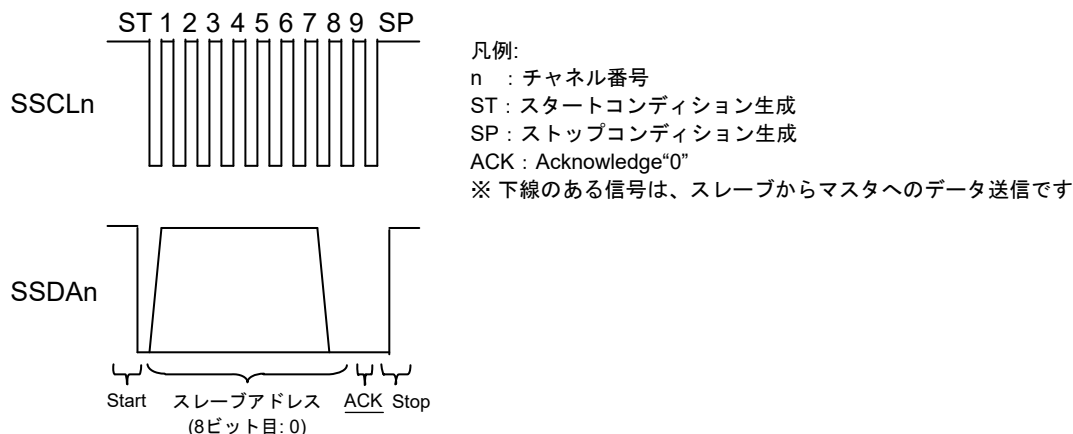 ST 1 2 3 4 5 6 7 8 9 SP
SSCLn
凡例:
n :チャネル番号
ST:スタートコンディション生成
SP:ストップコンディション生成
ACK:Acknowledge“0”
※ 下線のある信号は、スレーブからマスタへのデータ送信です
SSDAn
Start スレーブアドレス ACK Stop
(8ビット目: 0)